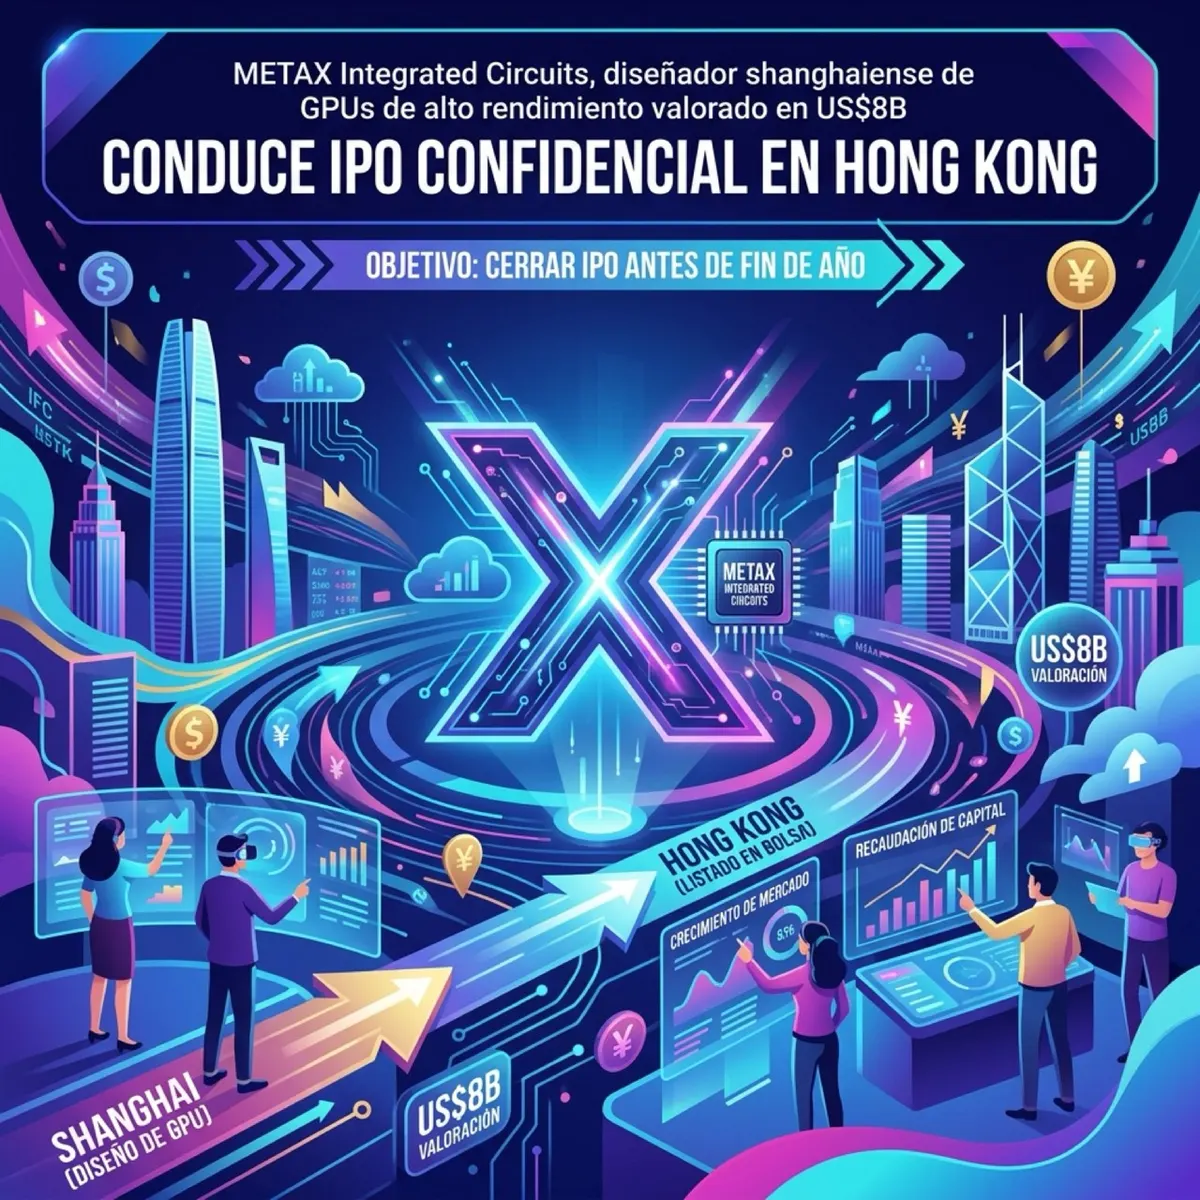 METAX Integrated Circuits, diseñador shanghaiense de
GPUs de alto rendimiento valorado en US$8B
CONDUCE IPO CONFIDENCIAL EN HONG KONG
OBJETIVO: CERRAR IPO ANTES DE FIN DE AÑO
$
¥
IFC
¥
$
US8B
METAX
INTEGRATED
CIRCUITS
US$8B
VALORACIÓN
$
¥
¥
¥
$
HONG KONG
(LISTADO EN BOLSA)
RECAUDACIÓN DE CAPITAL
¥
CRECIMIENTO DE MERCADO
¥
SHANGHAI
(DISEÑO DE GPU)
US$8B
VALORACIÓN